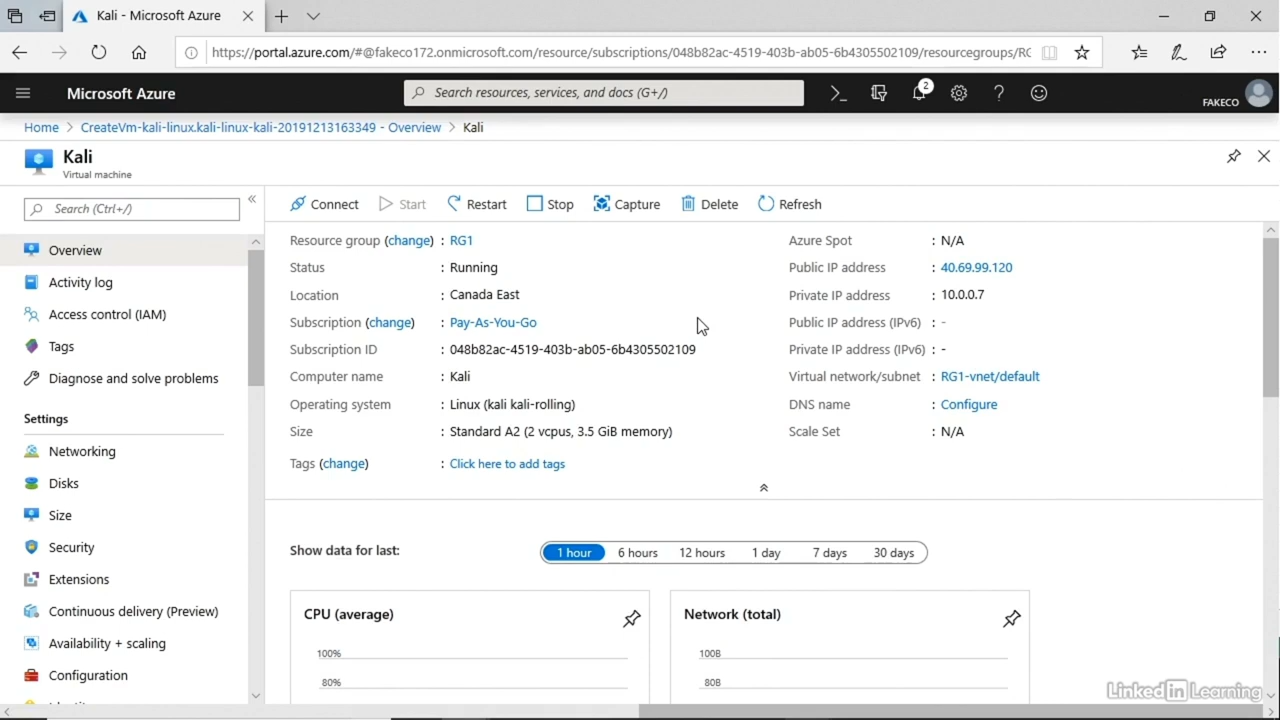 Kali - Microsoft Azure
https://portal.azure.com/#@fakeco172.onmicrosoft.com/resource/subscriptions/048b82ac-4519-403b-ab05-6b4305502109/resourcegroups/RC
Microsoft Azure
Search resources, services, and docs (G+/)
2
FAKECO
Home > CreateVm-kali-linux.kali-linux-kali-20191213163349 - Overview > Kali
Kali
Virtual machine
Search (Ctrl+/)
Connect Start Restart Stop Capture Delete Refresh
Overview
Activity log
Access control (IAM)
Tags
Diagnose and solve problems
Settings
Networking
Disks
Size
Security
Extensions
Continuous delivery (Preview)
Availability + scaling
Configuration
Resource group (change) : RG1
Status : Running
Location : Canada East
Subscription (change) : Pay-As-You-Go
Subscription ID : 048b82ac-4519-403b-ab05-6b4305502109
Computer name : Kali
Operating system : Linux (kali kali-rolling)
Size : Standard A2 (2 vcpus, 3.5 GiB memory)
Tags (change) : Click here to add tags
Azure Spot : N/A
Public IP address : 40.69.99.120
Private IP address : 10.0.0.7
Public IP address (IPv6) : -
Private IP address (IPv6) : -
Virtual network/subnet : RG1-vnet/default
DNS name : Configure
Scale Set : N/A
Show data for last: 1 hour 6 hours 12 hours 1 day 7 days 30 days
CPU (average)
100%
80%
Network (total)
100B
80B
Linked in Learning